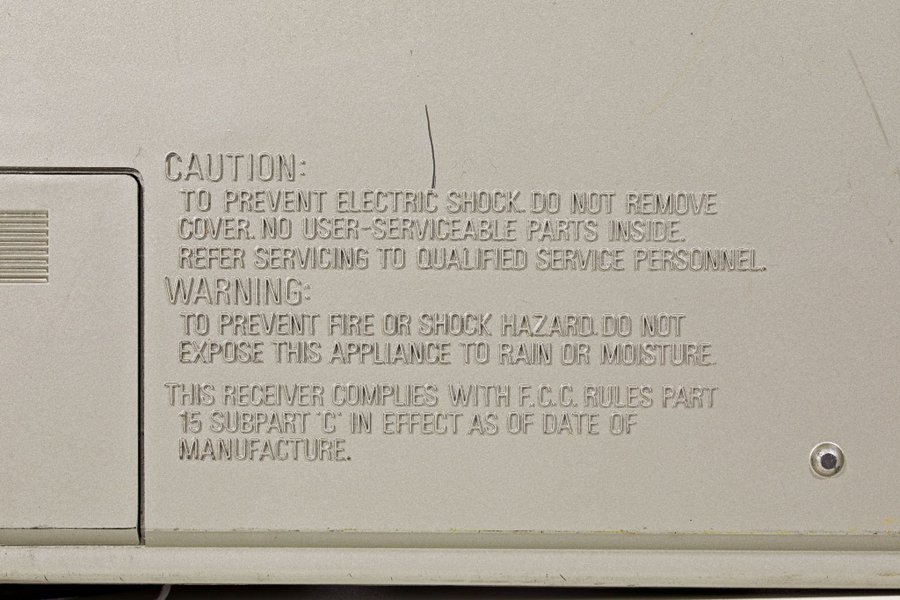 CAUTION:
TO PREVENT ELECTRIC SHOCK. DO NOT REMOVE
COVER. NO USER-SERVICEABLE PARTS INSIDE.
REFER SERVICING TO QUALIFIED SERVICE PERSONNEL.
WARNING:
TO PREVENT FIRE OR SHOCK HAZARD. DO NOT
EXPOSE THIS APPLIANCE TO RAIN OR MOISTURE.
THIS RECEIVER COMPLIES WITH F.C.C. RULES PART
15 SUBPART "C" IN EFFECT AS OF DATE OF
MANUFACTURE.